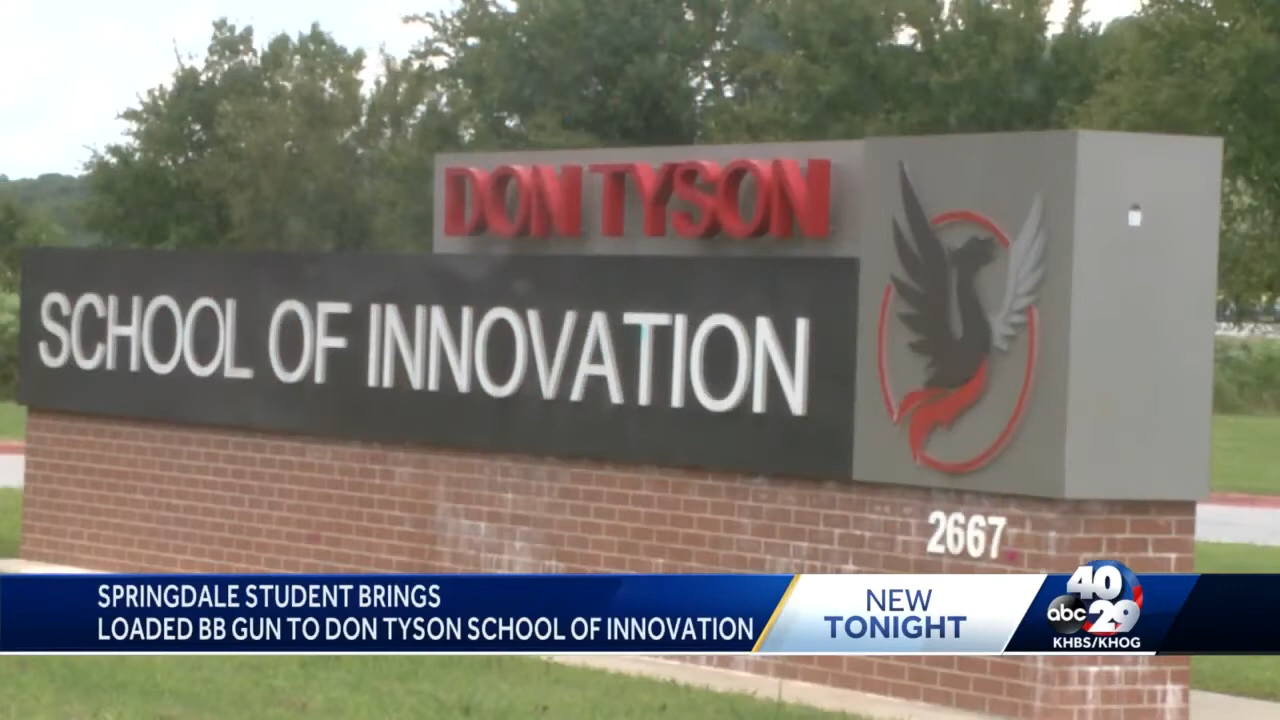 DON TYSON
SCHOOL OF INNOVATION
2667
SPRINGDALE STUDENT BRINGS
LOADED BB GUN TO DON TYSON SCHOOL OF INNOVATION
NEW
TONIGHT
40
abc 29
KHBS/KHOG